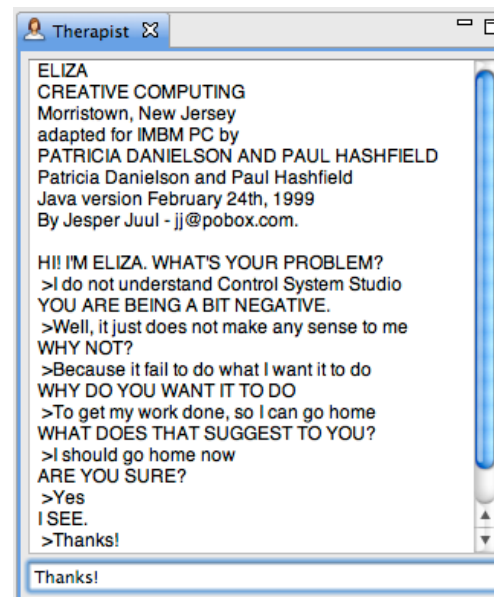 Therapist
ELIZA
CREATIVE COMPUTING
Morristown, New Jersey
adapted for IMBM PC by
PATRICIA DANIELSON AND PAUL HASHFIELD
Patricia Danielson and Paul Hashfield
Java version February 24th, 1999
By Jesper Juul - jj@pobox.com.
HI! I'M ELIZA. WHAT'S YOUR PROBLEM?
>I do not understand Control System Studio
YOU ARE BEING A BIT NEGATIVE.
>Well, it just does not make any sense to me
WHY NOT?
>Because it fail to do what I want it to do
WHY DO YOU WANT IT TO DO
>To get my work done, so I can go home
WHAT DOES THAT SUGGEST TO YOU?
>I should go home now
ARE YOU SURE?
>Yes
I SEE.
>Thanks!
Thanks!